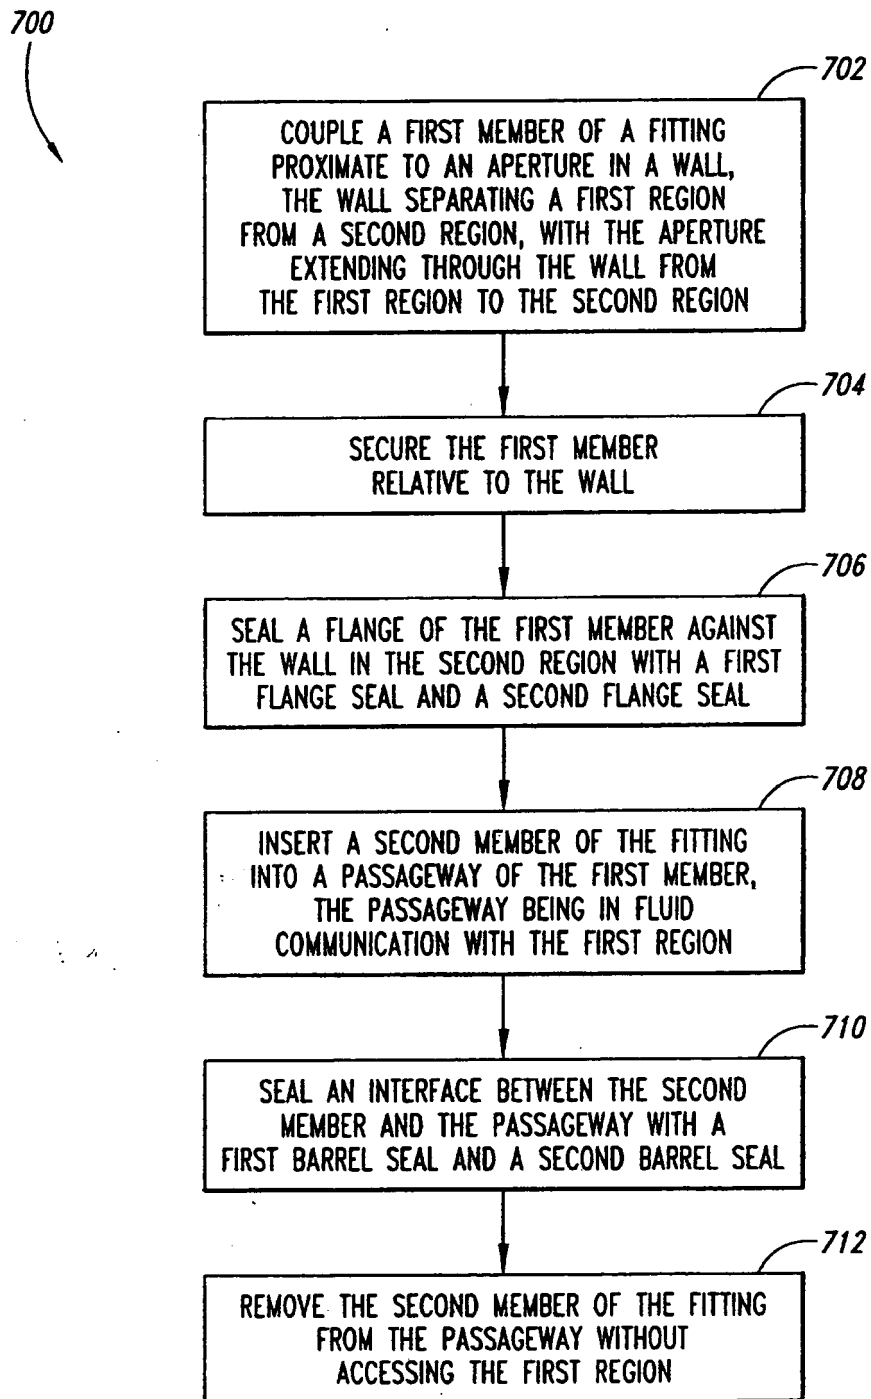 700
702
COUPLE A FIRST MEMBER OF A FITTING
PROXIMATE TO AN APERTURE IN A WALL,
THE WALL SEPARATING A FIRST REGION
FROM A SECOND REGION, WITH THE APERTURE
EXTENDING THROUGH THE WALL FROM
THE FIRST REGION TO THE SECOND REGION
704
SECURE THE FIRST MEMBER
RELATIVE TO THE WALL
706
SEAL A FLANGE OF THE FIRST MEMBER AGAINST
THE WALL IN THE SECOND REGION WITH A FIRST
FLANGE SEAL AND A SECOND FLANGE SEAL
708
INSERT A SECOND MEMBER OF THE FITTING
INTO A PASSAGEWAY OF THE FIRST MEMBER,
THE PASSAGEWAY BEING IN FLUID
COMMUNICATION WITH THE FIRST REGION
710
SEAL AN INTERFACE BETWEEN THE SECOND
MEMBER AND THE PASSAGEWAY WITH A
FIRST BARREL SEAL AND A SECOND BARREL SEAL
712
REMOVE THE SECOND MEMBER OF THE FITTING
FROM THE PASSAGEWAY WITHOUT
ACCESSING THE FIRST REGION